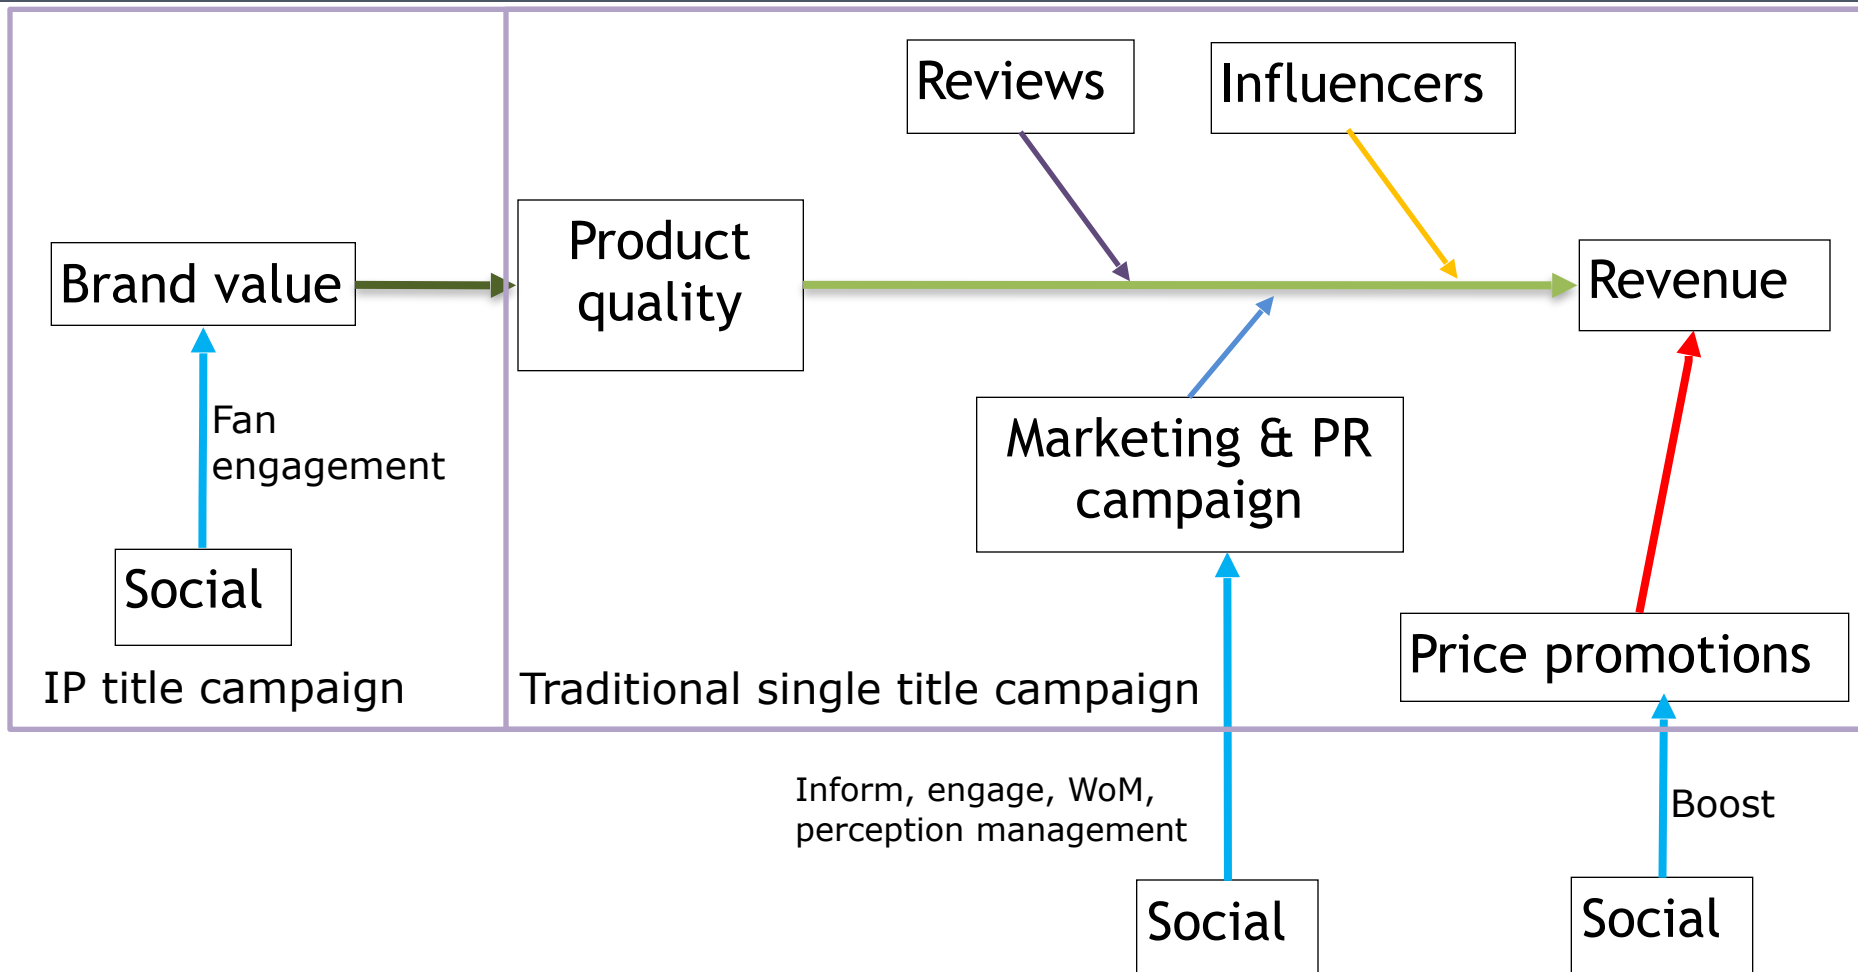 Reviews
Influencers
Product
quality
Brand value
Revenue
Fan
engagement
Marketing & PR
campaign
Social
Price promotions
IP title campaign
Traditional single title campaign
Inform, engage, WoM,
perception management
Boost
Social
Social